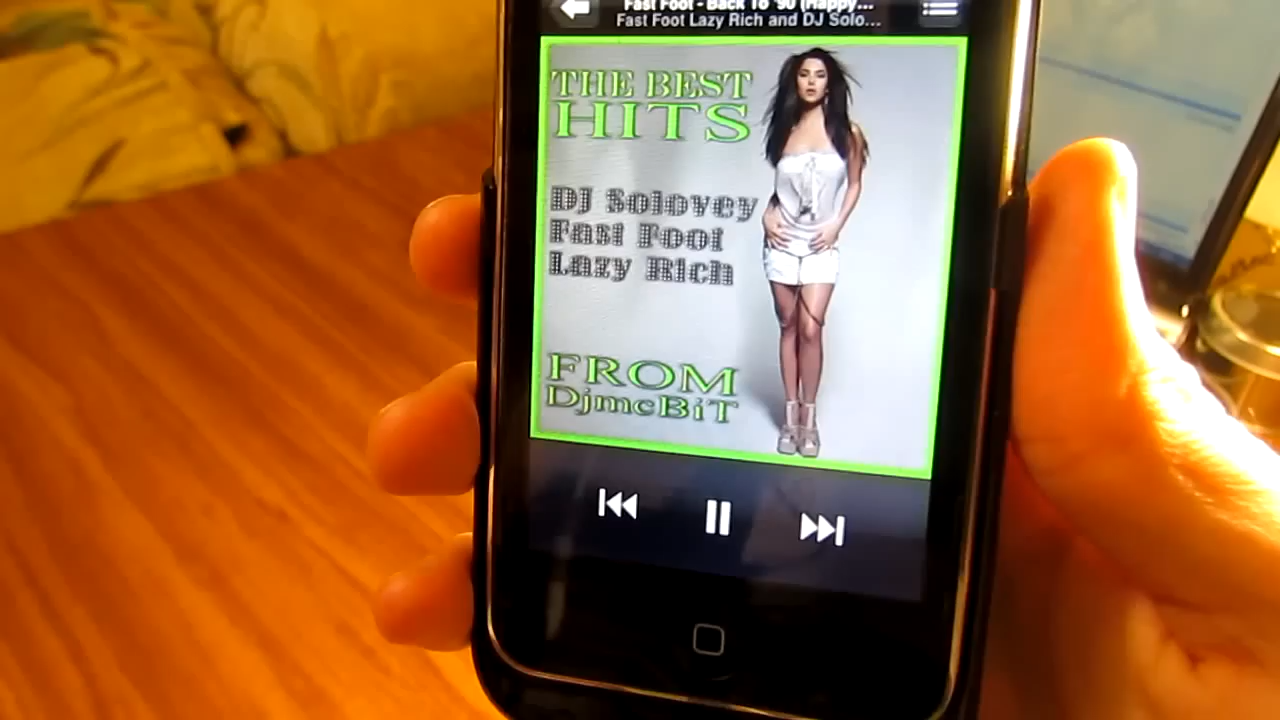 Fast Foot - Back To '90 (Happy...
Fast Foot Lazy Rich and DJ Solo...
THE BEST
HITS
DJ Solovey
Fast Foot
Lazy Rich
FROM
DjmcBiT